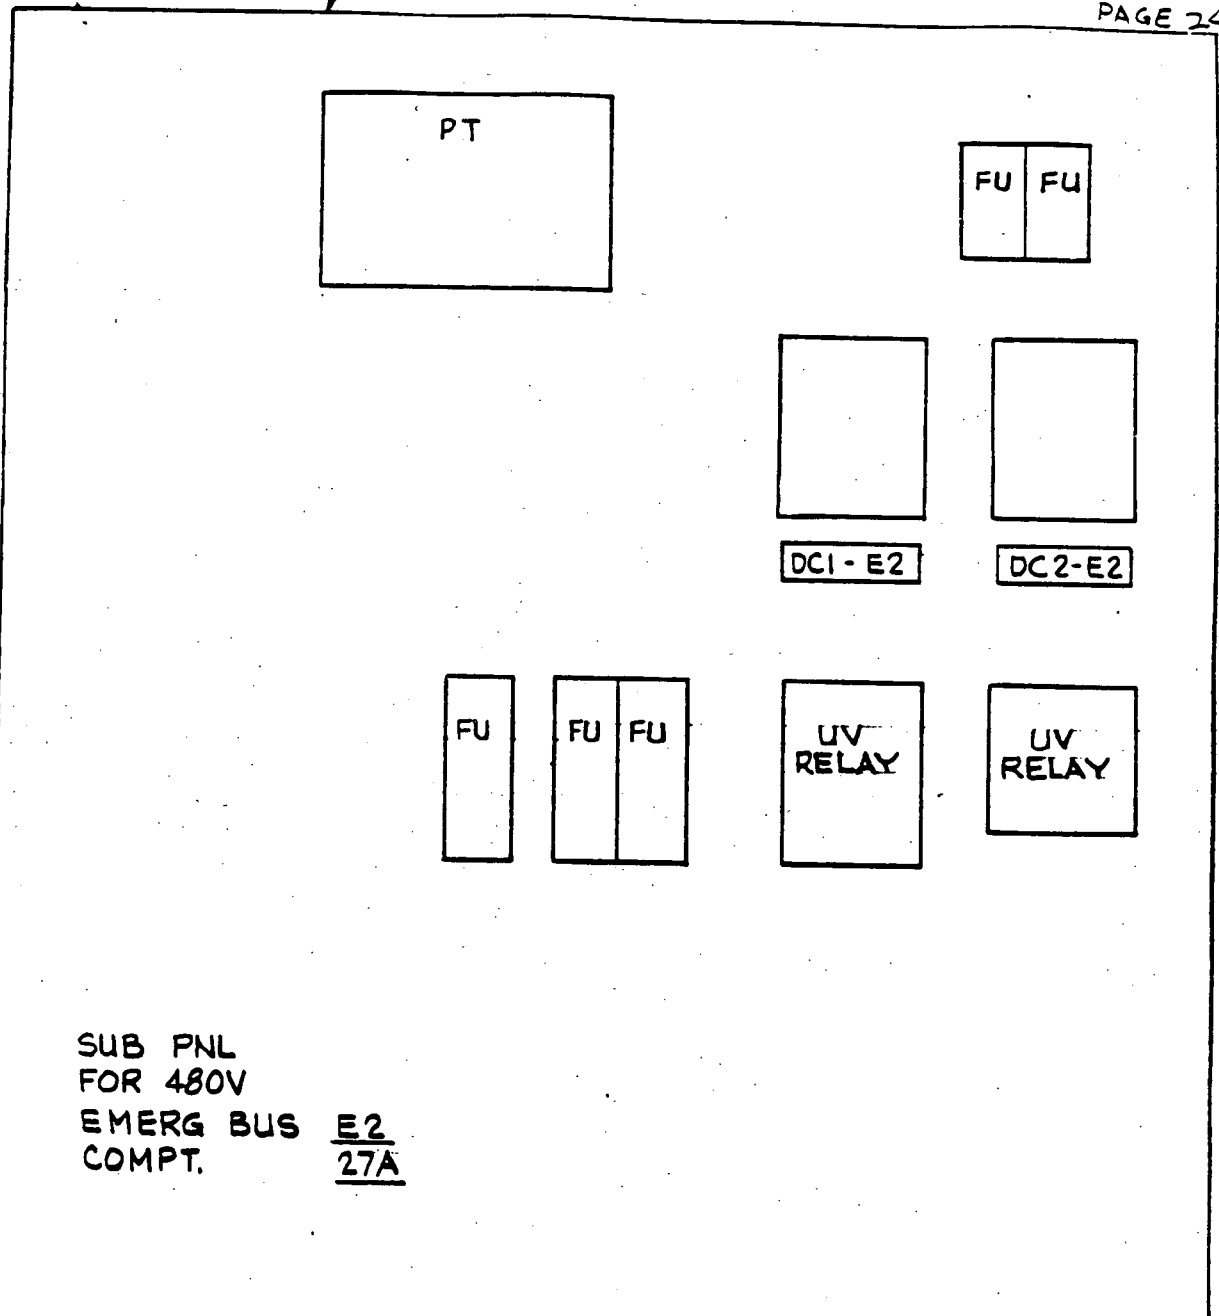 PAGE 24
PT
FU FU
DC1 - E2
DC2-E2
FU
FU FU
UV
RELAY
UV
RELAY
SUB PNL
FOR 480V
EMERG BUS E2
COMPT. 27A